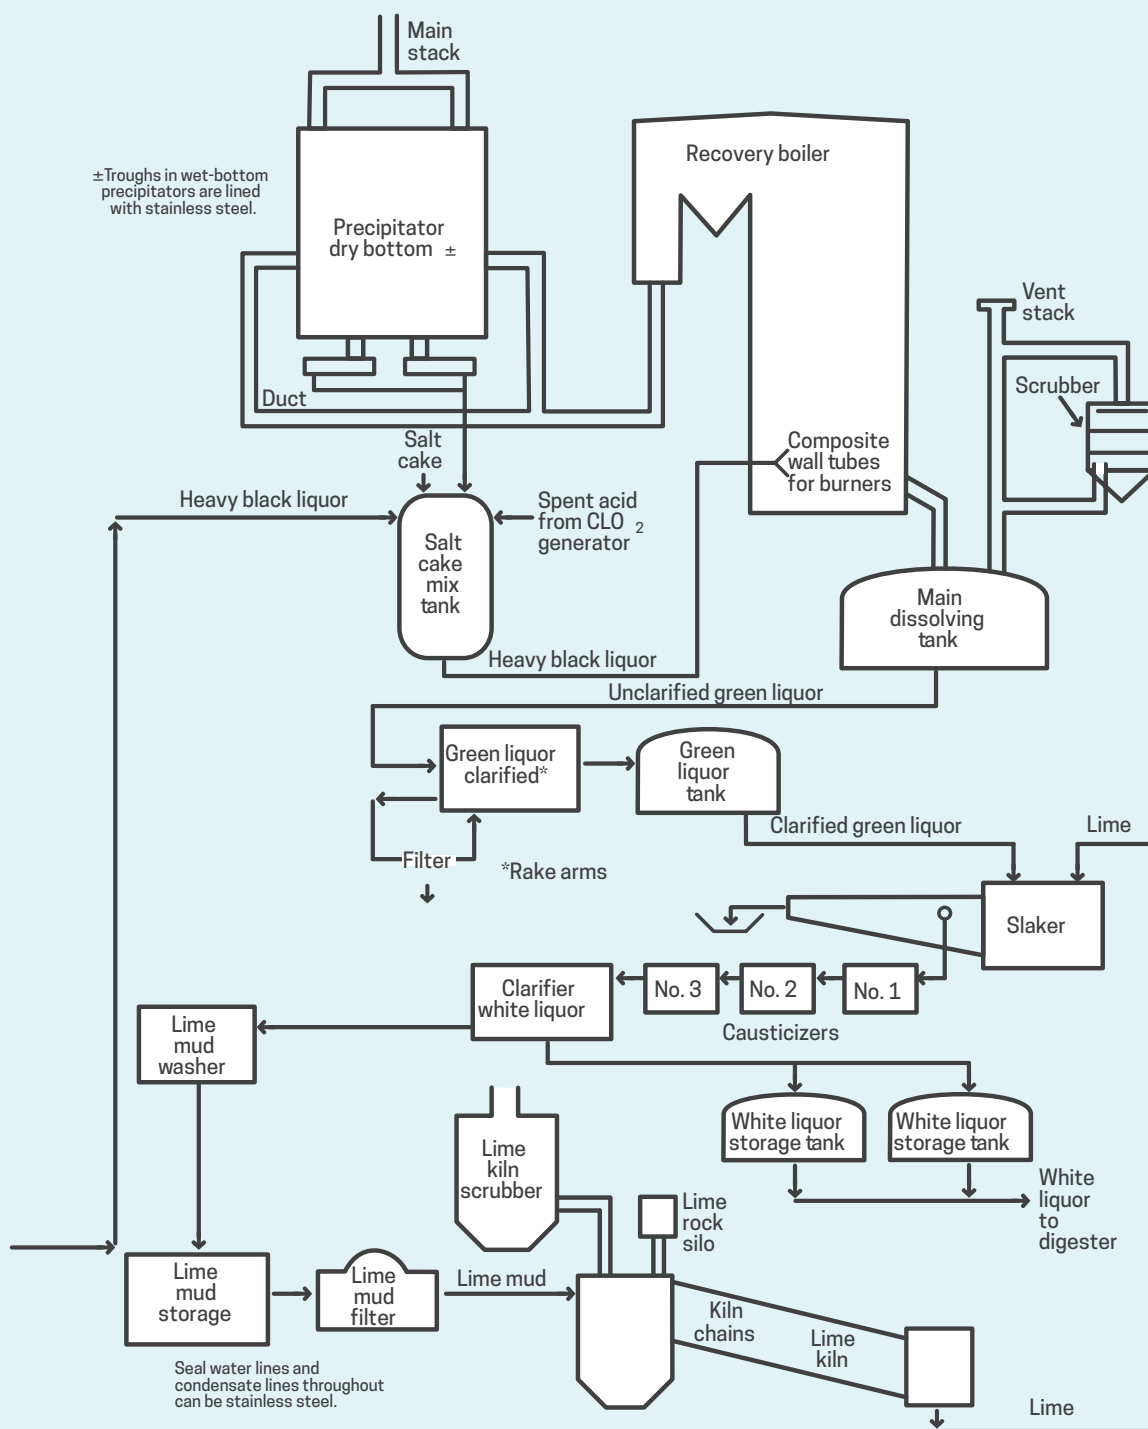 Main
stack
Recovery boiler
±Troughs in wet-bottom
precipitators are lined
with stainless steel.
Precipitator
dry bottom ±
Vent
stack
Scrubber
Duct
Salt
cake
Composite
wall tubes
for burners
Heavy black liquor
Spent acid
from CLO 2
generator
Salt
cake
mix
tank
Main
dissolving
tank
Heavy black liquor
Unclarified green liquor
Green liquor
clarified*
Green
liquor
tank
Clarified green liquor
Lime
Filter
*Rake arms
Slaker
Clarifier
white liquor
No. 3
No. 2
No. 1
Causticizers
Lime
mud
washer
White liquor
storage tank
White liquor
storage tank
Lime
kiln
scrubber
White
liquor
to
digester
Lime
rock
silo
Lime
mud
storage
Lime
mud
filter
Lime mud
Kiln
chains
Lime
kiln
Seal water lines and
condensate lines throughout
can be stainless steel.
Lime